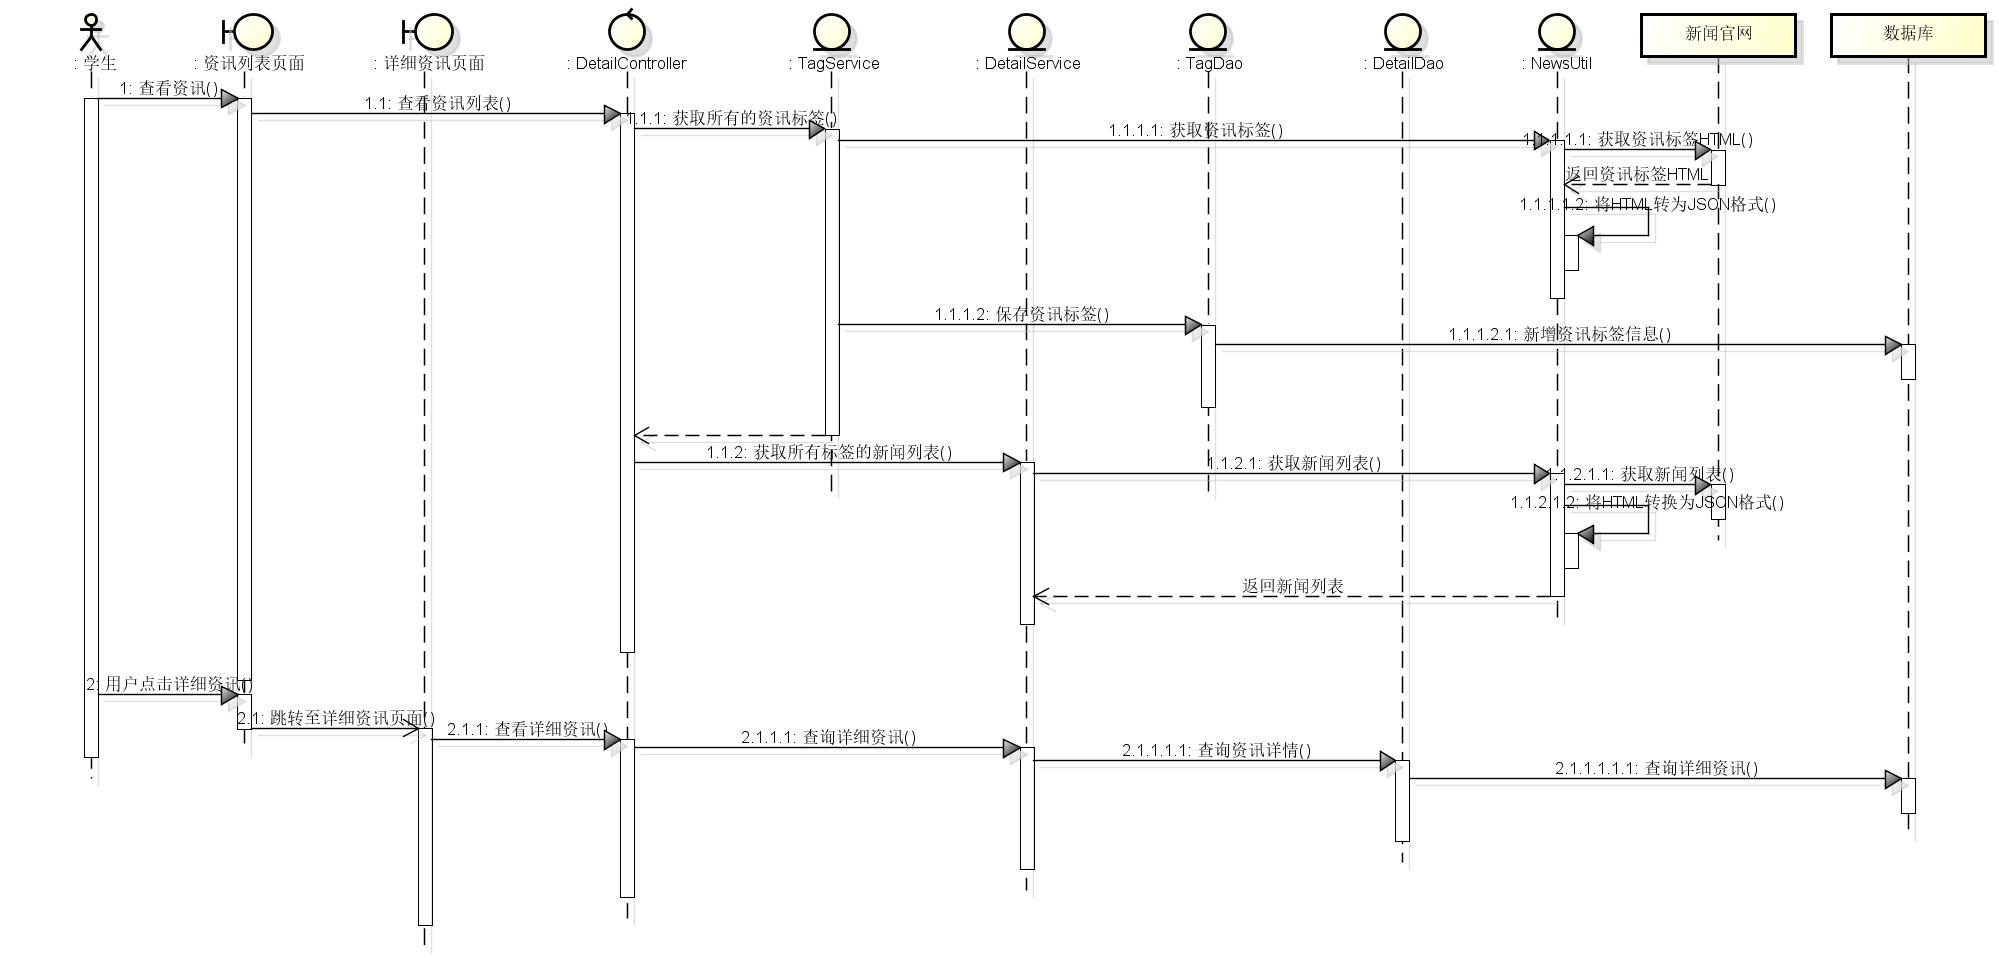 : 学生
: 资讯列表页面
: 详细资讯页面
: DetailController
: TagService
: DetailService
: TagDao
: DetailDao
: NewsUtil
新闻官网
数据库
1: 查看资讯()
1.1: 查看资讯列表()
1.1.1: 获取所有的资讯标签()
1.1.1.1: 获取资讯标签()
1.1.1.1.1: 获取资讯标签HTML()
返回资讯标签HTML
1.1.1.1.2: 将HTML转为JSON格式()
1.1.1.2: 保存资讯标签()
1.1.1.2.1: 新增资讯标签信息()
1.1.2: 获取所有标签的新闻列表()
1.1.2.1: 获取新闻列表()
1.1.2.1.1: 获取新闻列表()
1.1.2.1.2: 将HTML转换为JSON格式()
返回新闻列表
2: 用户点击详细资讯()
2.1: 跳转至详细资讯页面()
2.1.1: 查看详细资讯()
2.1.1.1: 查询详细资讯()
2.1.1.1.1: 查询资讯详情()
2.1.1.1.1.1: 查询详细资讯()